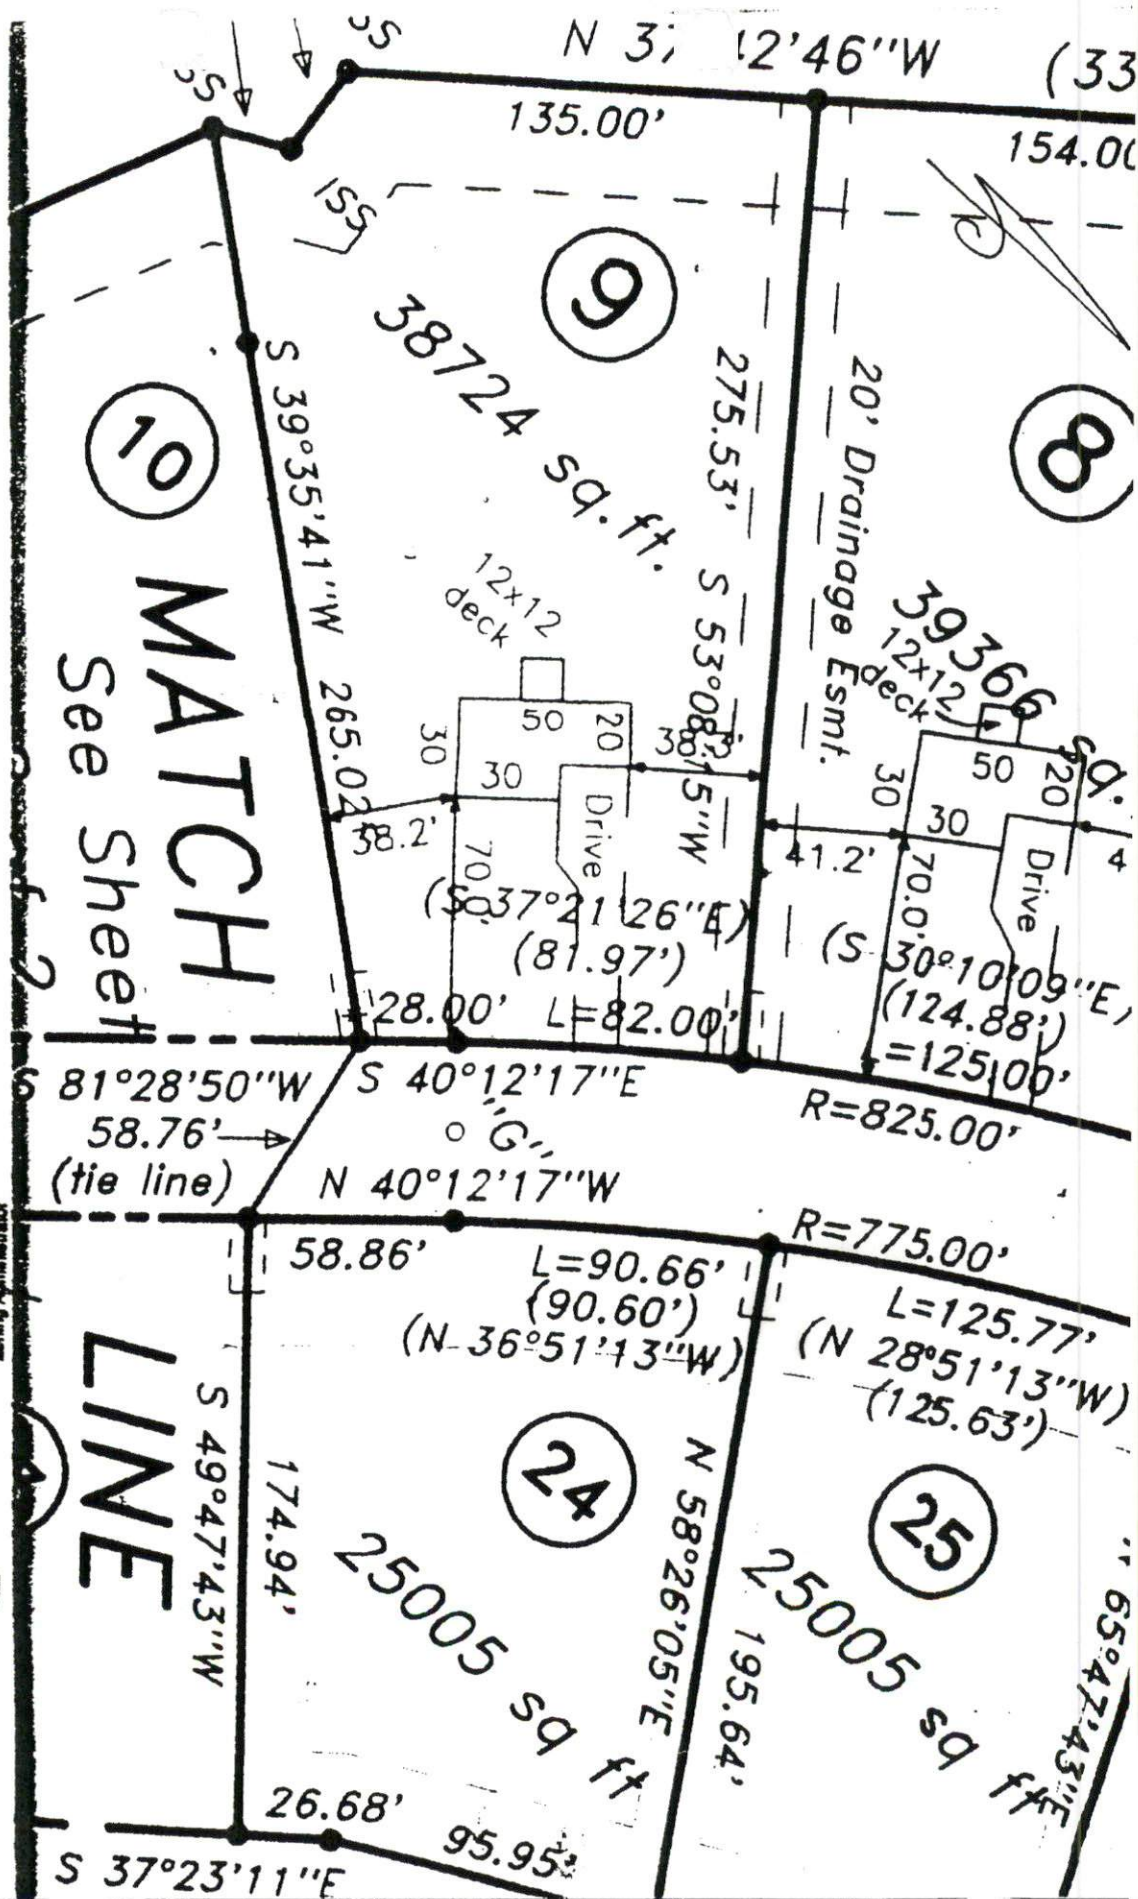 SS
N 3
2'46"W
(33
135.00'
154.00
ISS
9
38724 sq.ft.
275.53' S 53°08'15"W
20' Drainage Esmt.
8
39366 sq.
10
S 39°35'41"W 265.02'
MATCH
See Sheet
12x12
deck
50
20
30
30
Drive
38.2'
70.0'
12x12
deck
50
20
30
30
Drive
41.2'
70.0'
4
(S 37°21'26"E)
(81.97')
28.00'
L=82.00'
(S 30°10'09"E)
(124.88')
=125.00'
R=825.00'
S 81°28'50"W
58.76'
(tie line)
S 40°12'17"E
"G"
N 40°12'17"W
58.86'
L=90.66'
(90.60')
(N 36°51'13"W)
R=775.00'
L=125.77'
(N 28°51'13"W)
(125.63')
LINE
S 49°47'43"W
174.94'
24
25005 sq ft
N 58°26'05"E
195.64'
25
25005 sq ft
65°47'43"E
26.68'
95.95'
S 37°23'11"E